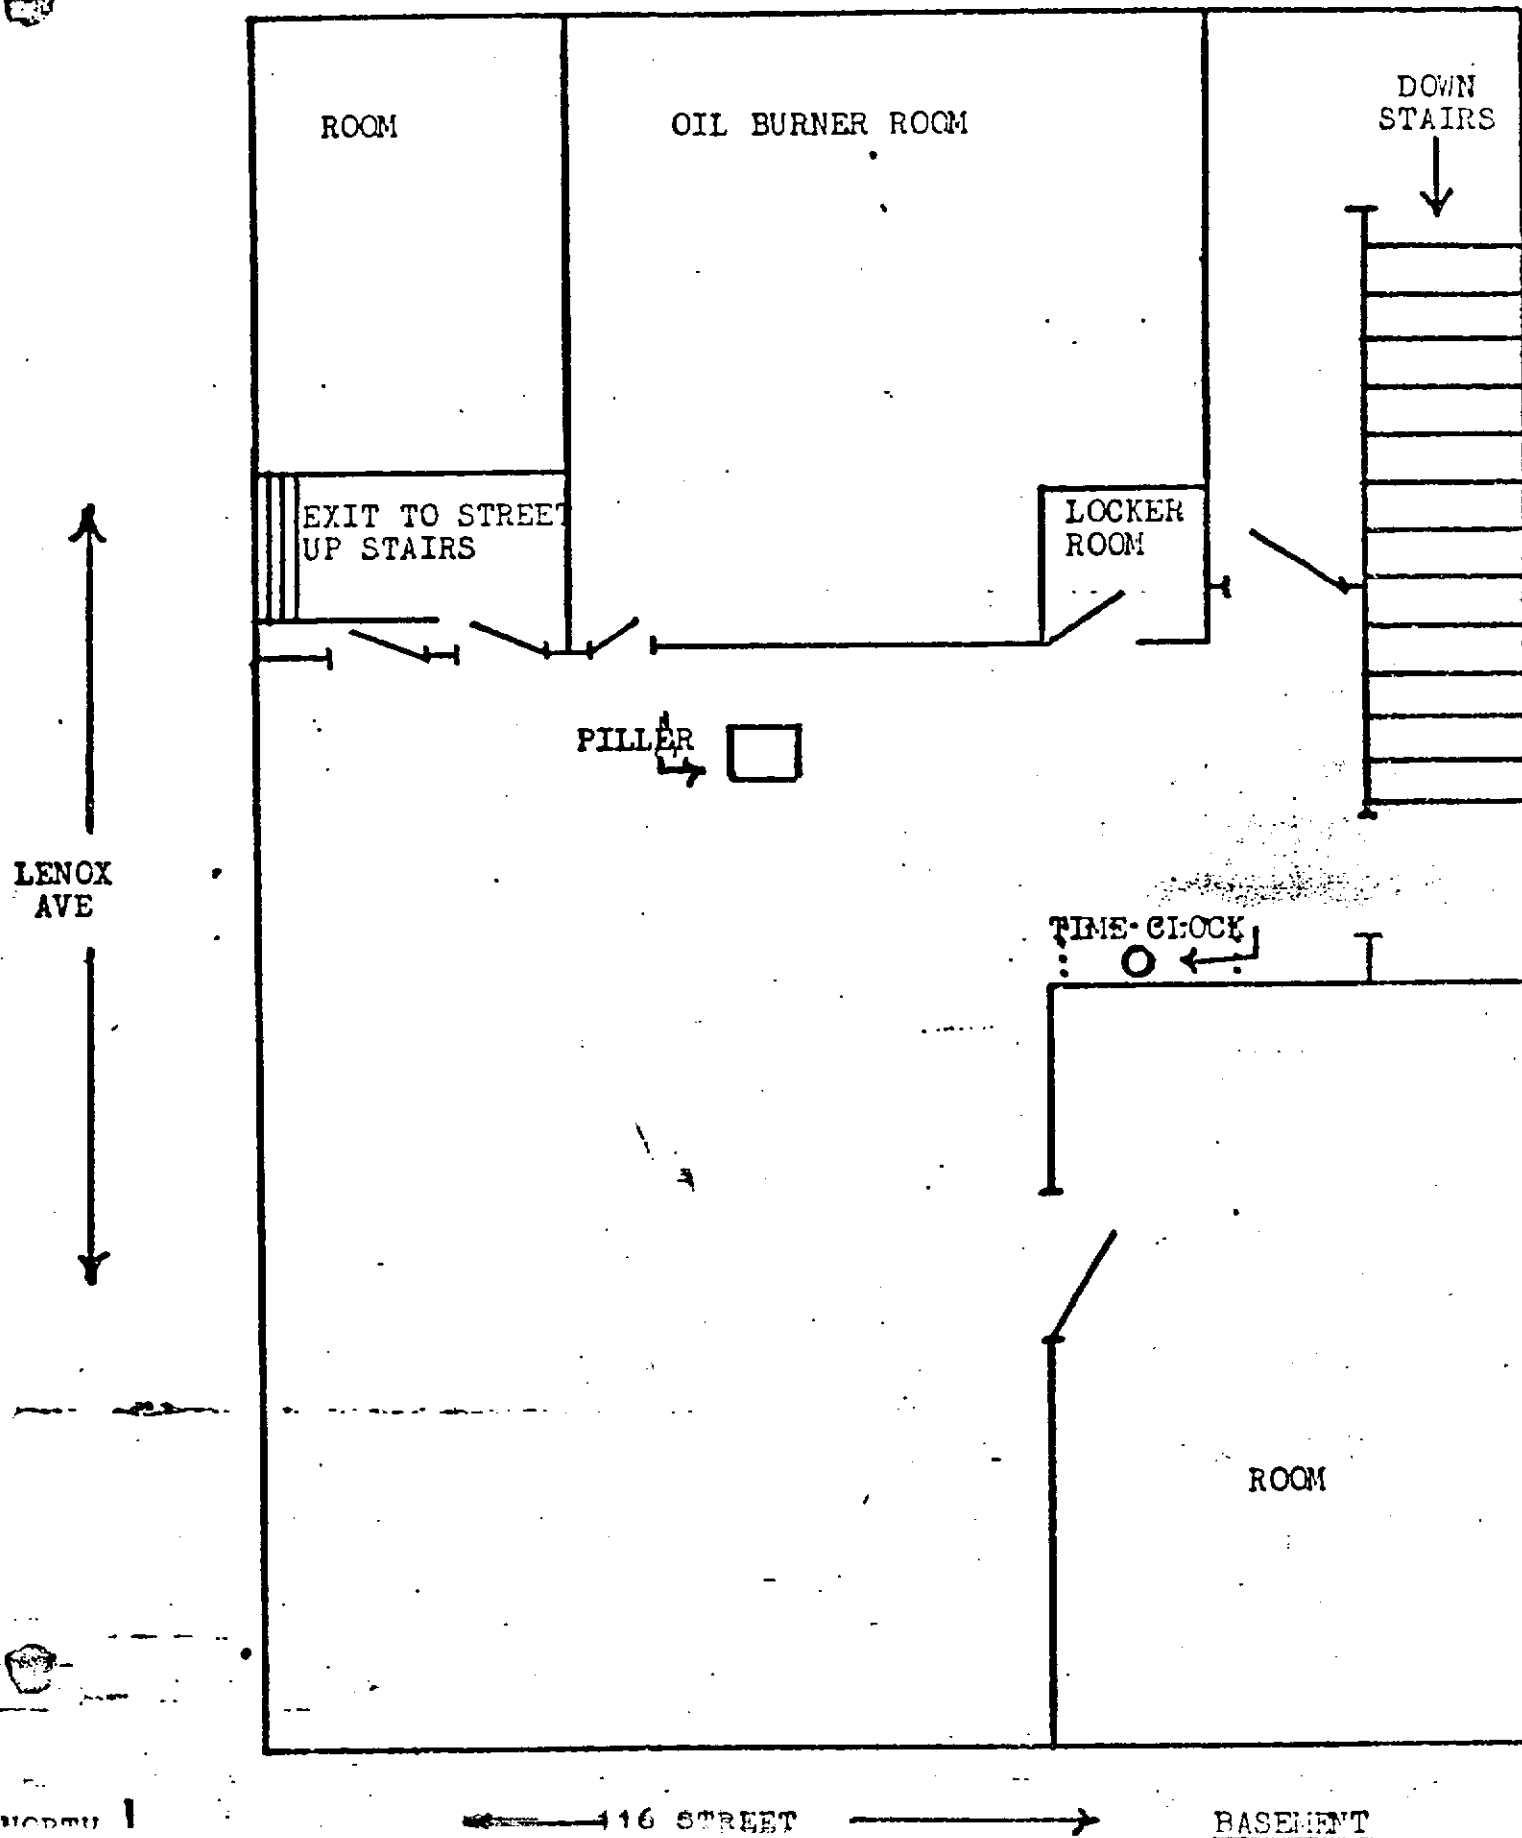 DOWN
STAIRS
ROOM
OIL BURNER ROOM
EXIT TO STREET
UP STAIRS
LOCKER
ROOM
PILLER
LENOX
AVE
TIME CLOCK
ROOM
NORTH
116 STREET
BASEMENT